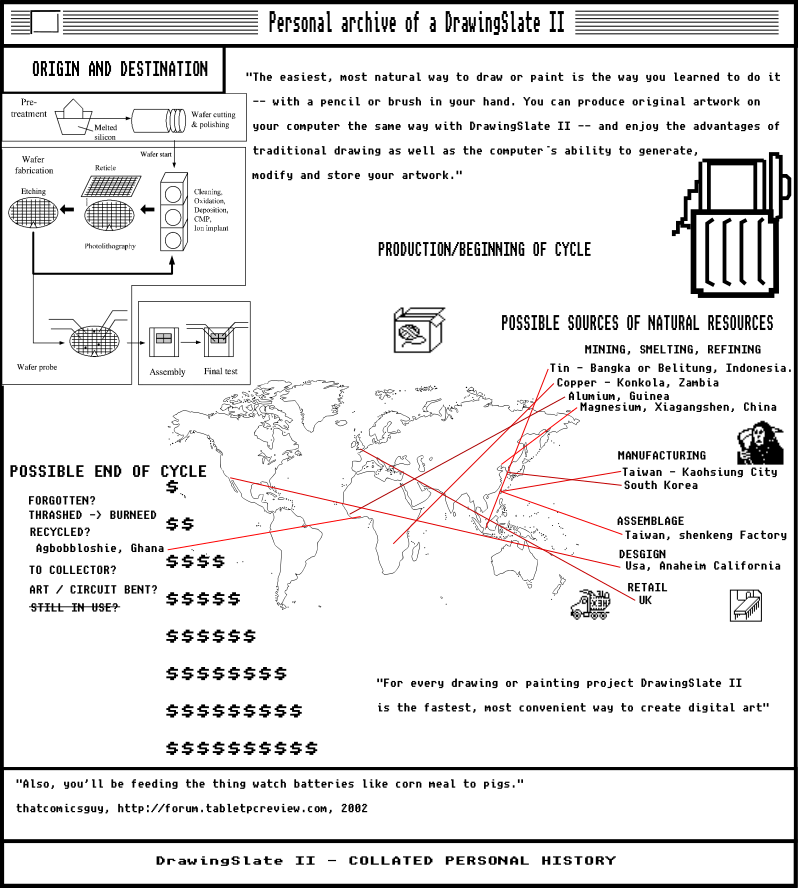 Personal archive of a DrawingSlate II
ORIGIN AND DESTINATION
"The easiest, most natural way to draw or paint is the way you learned to do it
-- with a pencil or brush in your hand. You can produce original artwork on
your computer the same way with DrawingSlate II -- and enjoy the advantages of
traditional drawing as well as the computer´s ability to generate,
modify and store your artwork."
Pre-
treatment
Melted
silicon
Wafer cutting
& polishing
Wafer start
Wafer
fabrication
Reticle
Etching
Photolithography
Cleaning,
Oxidation,
Deposition,
CMP,
Ion implant
Wafer probe
Assembly
Final test
PRODUCTION/BEGINNING OF CYCLE
POSSIBLE SOURCES OF NATURAL RESOURCES
MINING, SMELTING, REFINING
Tin - Bangka or Belitung, Indonesia.
Copper - Konkola, Zambia
Alumium, Guinea
Magnesium, Xiagangshen, China
MANUFACTURING
Taiwan - Kaohsiung City
South Korea
ASSEMBLAGE
Taiwan, shenkeng Factory
DESGIGN
Usa, Anaheim California
RETAIL
UK
POSSIBLE END OF CYCLE
FORGOTTEN?
THRASHED -> BURNEED
RECYCLED?
Agbobbloshie, Ghana
TO COLLECTOR?
ART / CIRCUIT BENT?
STILL IN USE?
$
$$
$$$$
$$$$$
$$$$$$
$$$$$$$$
$$$$$$$$$
$$$$$$$$$$
"For every drawing or painting project DrawingSlate II
is the fastest, most convenient way to create digital art"
"Also, you'll be feeding the thing watch batteries like corn meal to pigs."
thatcomicsguy, http://forum.tabletpcreview.com, 2002
DrawingSlate II - COLLATED PERSONAL HISTORY